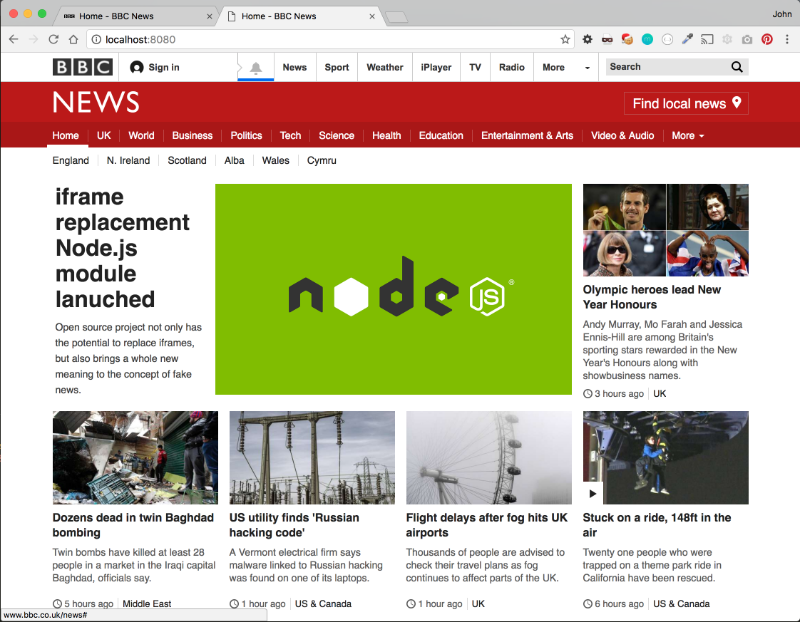 Home - BBC News
Home - BBC News
John
localhost:8080
BBC
Sign in
News
Sport
Weather
iPlayer
TV
Radio
More
Search
NEWS
Find local news
Home
UK
World
Business
Politics
Tech
Science
Health
Education
Entertainment & Arts
Video & Audio
More
England
N. Ireland
Scotland
Alba
Wales
Cymru
iframe
replacement
Node.js
module
lanuched
Open source project not only has
the potential to replace iframes,
but also brings a whole new
meaning to the concept of fake
news.
node
JS
®
Olympic heroes lead New
Year Honours
Andy Murray, Mo Farah and Jessica
Ennis-Hill are among Britain's
sporting stars rewarded in the New
Year's Honours along with
showbusiness names.
3 hours ago
UK
Dozens dead in twin Baghdad
bombing
Twin bombs have killed at least 28
people in a market in the Iraqi capital
Baghdad, officials say.
5 hours ago
Middle East
US utility finds 'Russian
hacking code'
A Vermont electrical firm says
malware linked to Russian hacking
was found on one of its laptops.
1 hour ago
US & Canada
Flight delays after fog hits UK
airports
Thousands of people are advised to
check their travel plans as fog
continues to affect parts of the UK.
1 hour ago
UK
Stuck on a ride, 148ft in the
air
Twenty one people who were
trapped on a theme park ride in
California have been rescued.
6 hours ago
US & Canada
www.bbc.co.uk/news#